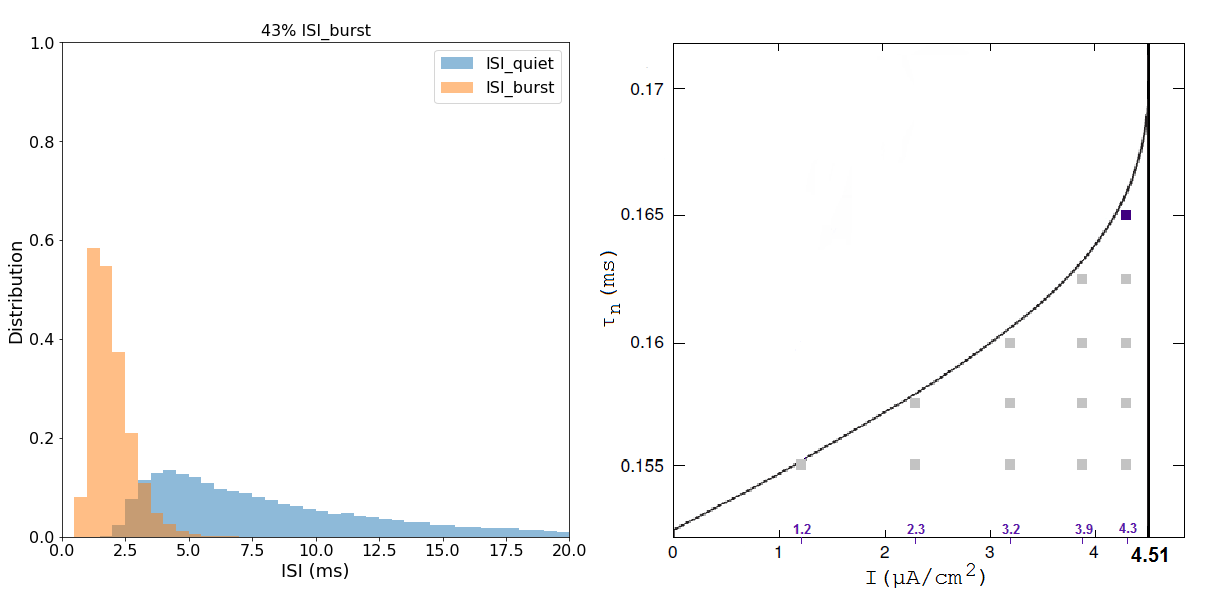 43% ISI_burst
1.0
0.8
0.6
0.4
0.2
0.0
Distribution
ISI_quiet
ISI_burst
0.0 2.5 5.0 7.5 10.0 12.5 15.0 17.5 20.0
ISI (ms)
0.17
0.165
0.16
0.155
τn (ms)
1.2 2.3 3.2 3.9 4.3
0 1 2 3 4 4.51
I(μA/cm²)